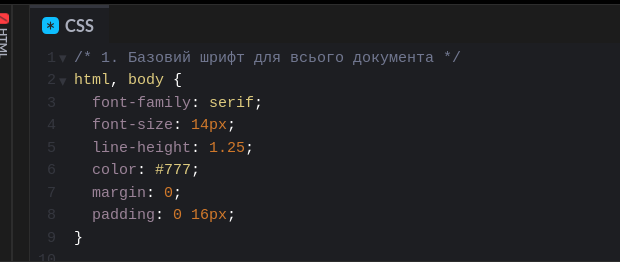 HTML
CSS
1 /* 1. Базовий шрифт для всього документа */
2 html, body {
3 font-family: serif;
4 font-size: 14px;
5 line-height: 1.25;
6 color: #777;
7 margin: 0;
8 padding: 0 16px;
9 }
10